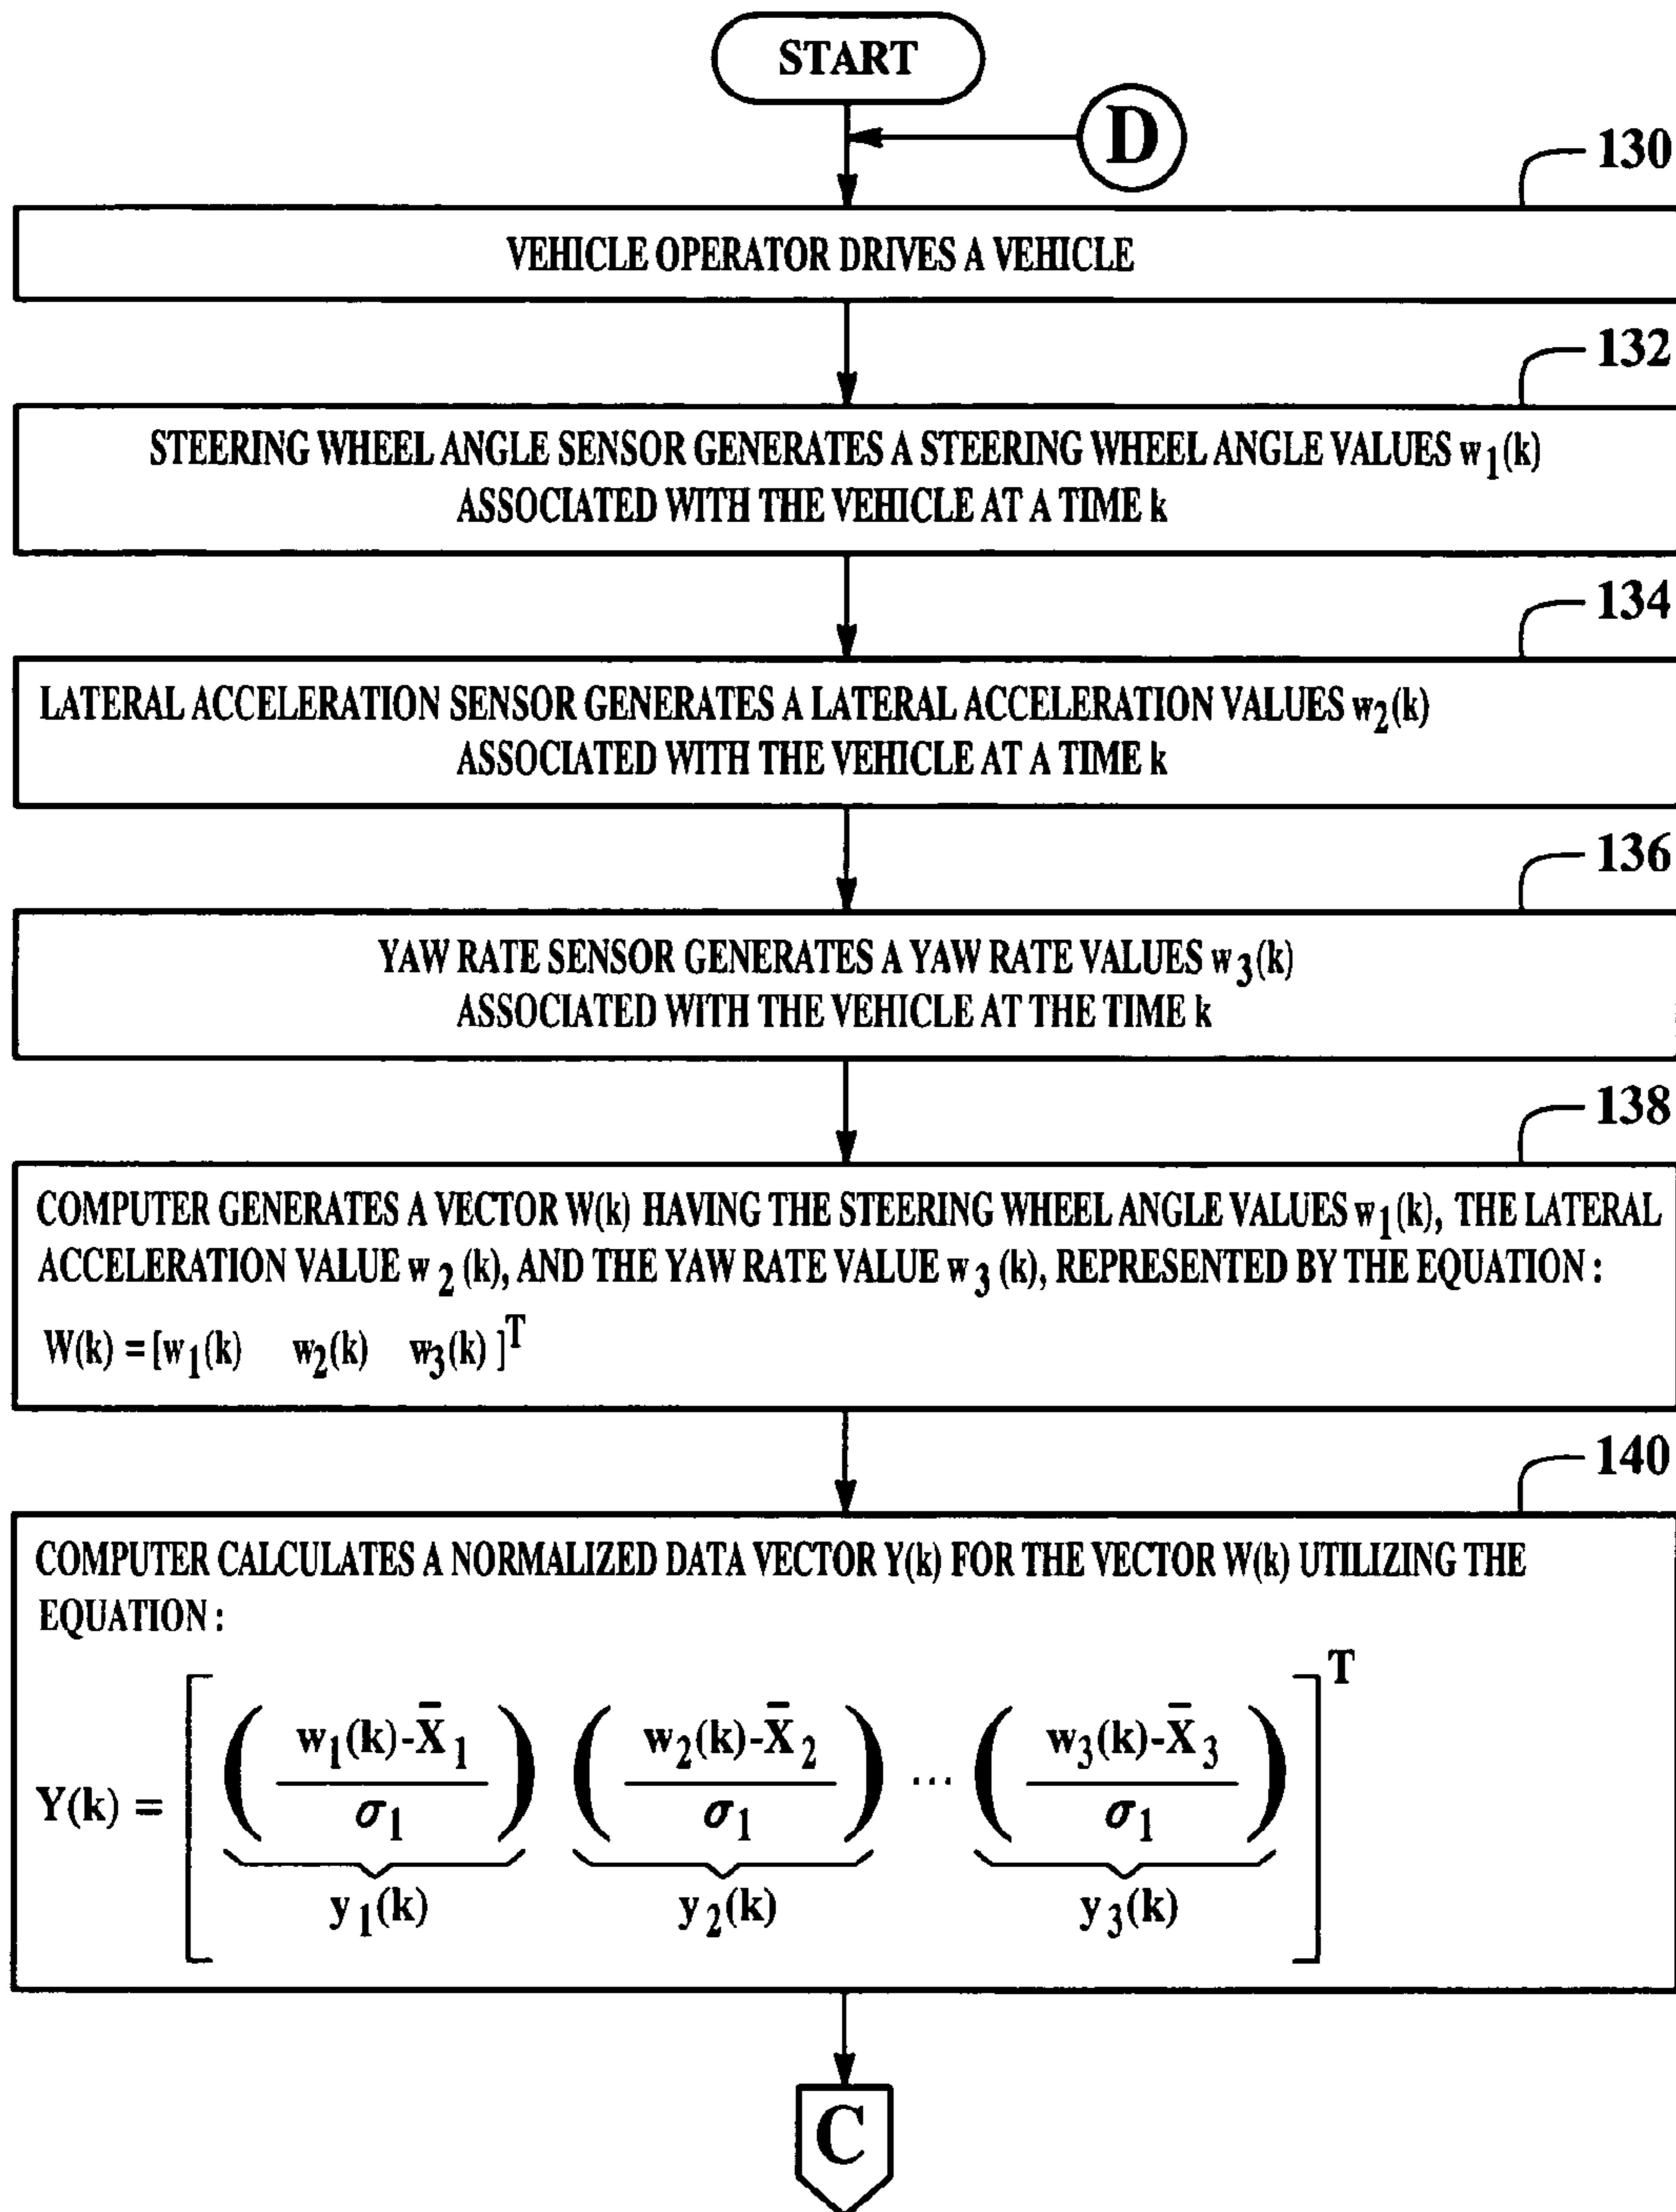 START
D
130
VEHICLE OPERATOR DRIVES A VEHICLE
132
STEERING WHEEL ANGLE SENSOR GENERATES A STEERING WHEEL ANGLE VALUES w1(k)
ASSOCIATED WITH THE VEHICLE AT A TIME k
134
LATERAL ACCELERATION SENSOR GENERATES A LATERAL ACCELERATION VALUES w2(k)
ASSOCIATED WITH THE VEHICLE AT A TIME k
136
YAW RATE SENSOR GENERATES A YAW RATE VALUES w3(k)
ASSOCIATED WITH THE VEHICLE AT THE TIME k
138
COMPUTER GENERATES A VECTOR W(k) HAVING THE STEERING WHEEL ANGLE VALUES w1(k), THE LATERAL
ACCELERATION VALUE w2(k), AND THE YAW RATE VALUE w3(k), REPRESENTED BY THE EQUATION :
W(k) = [w1(k) w2(k) w3(k) ]T
140
COMPUTER CALCULATES A NORMALIZED DATA VECTOR Y(k) FOR THE VECTOR W(k) UTILIZING THE
EQUATION :
Y(k) = [ ( w1(k)-X̄1 / σ1 ) ( w2(k)-X̄2 / σ1 ) ... ( w3(k)-X̄3 / σ1 ) ]T
y1(k) y2(k) y3(k)
C